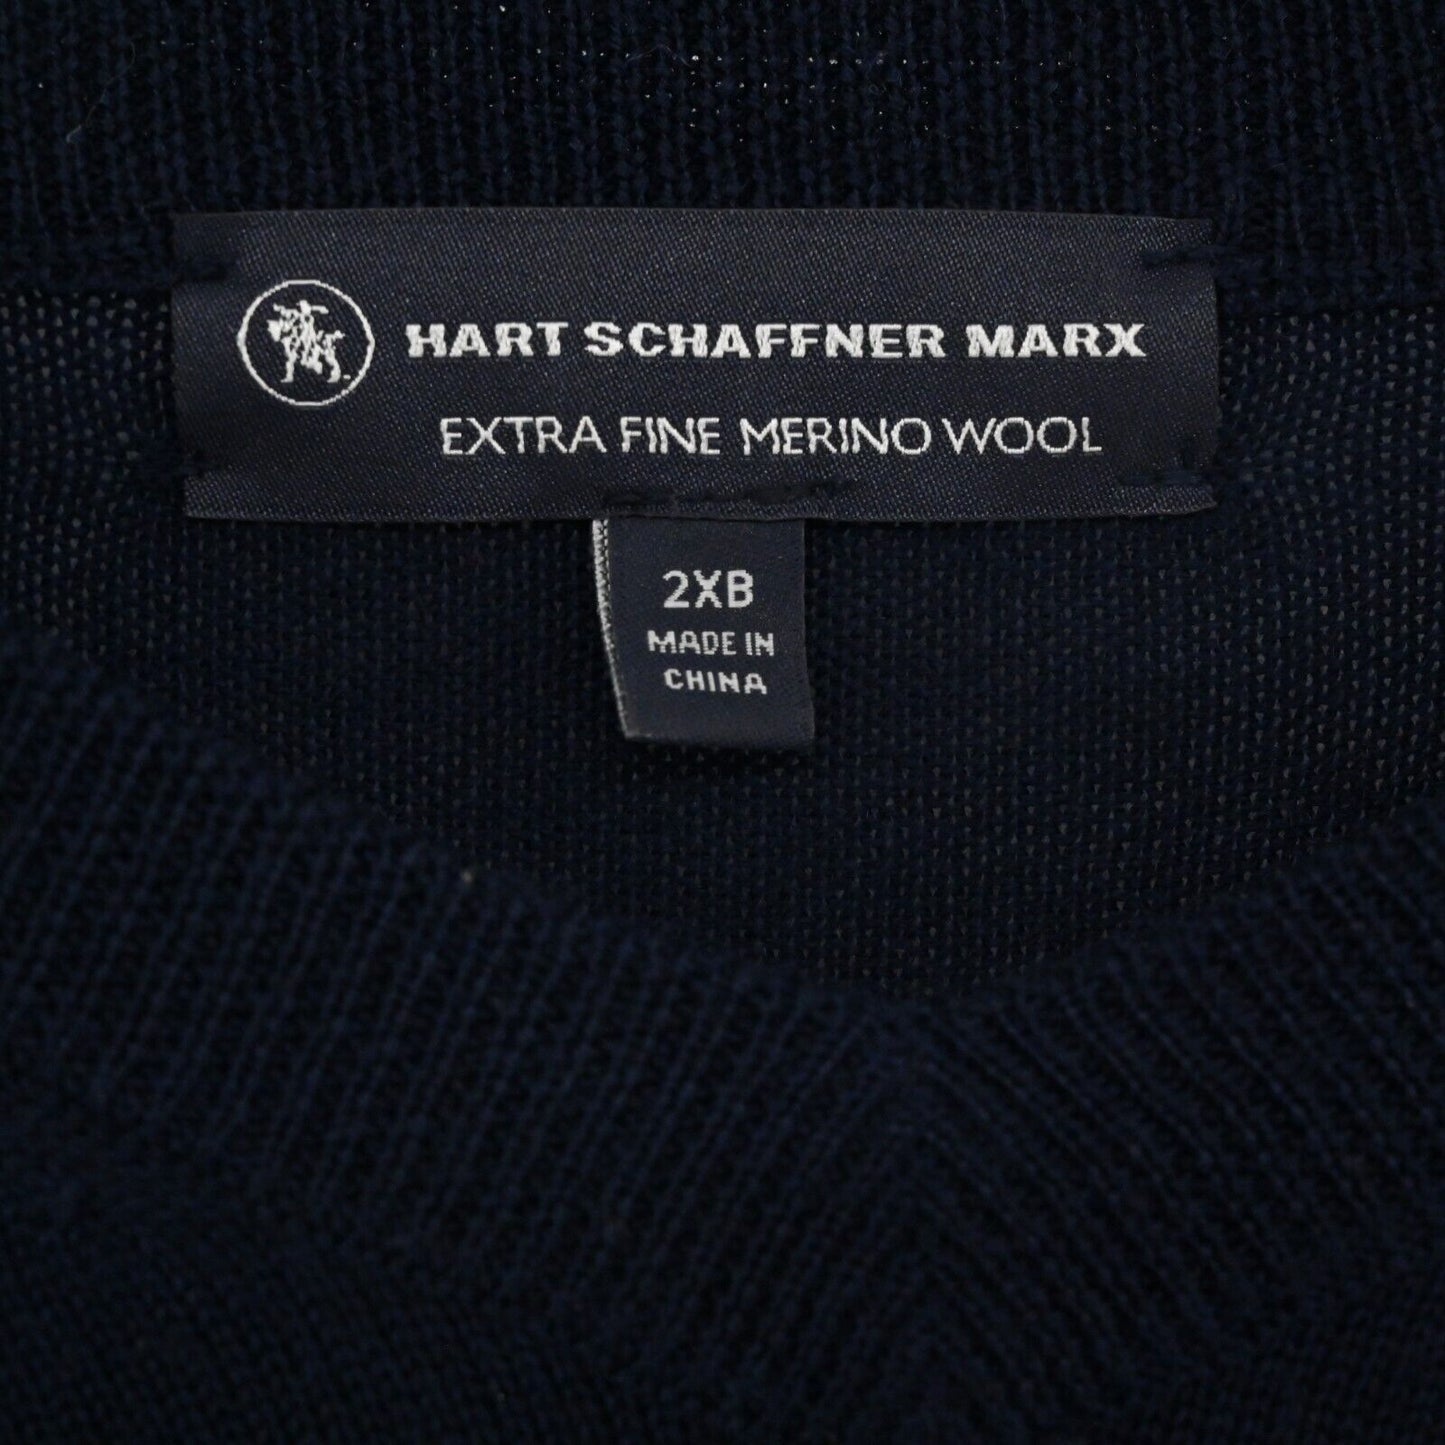 HART SCHAFFNER MARX
EXTRA FINE MERINO WOOL
2XB
MADE IN
CHINA